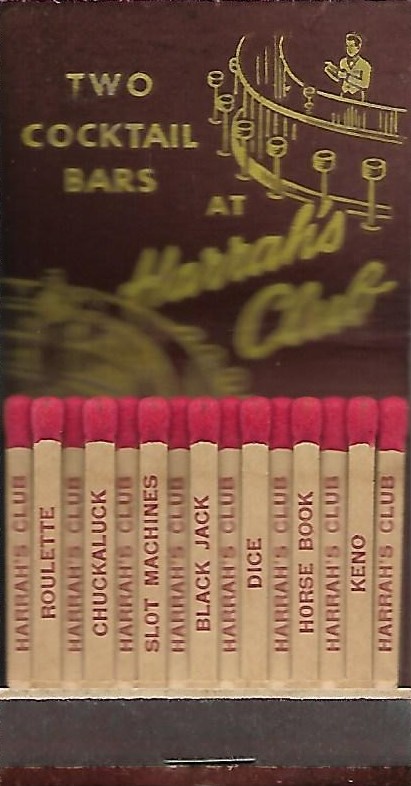 TWO
COCKTAIL
BARS
AT
Harrah's
Club
HARRAH'S CLUB
ROULETTE
HARRAH'S CLUB
CHUCKALUCK
HARRAH'S CLUB
SLOT MACHINES
HARRAH'S CLUB
BLACK JACK
HARRAH'S CLUB
DICE
HARRAH'S CLUB
HORSE BOOK
HARRAH'S CLUB
KENO
HARRAH'S CLUB